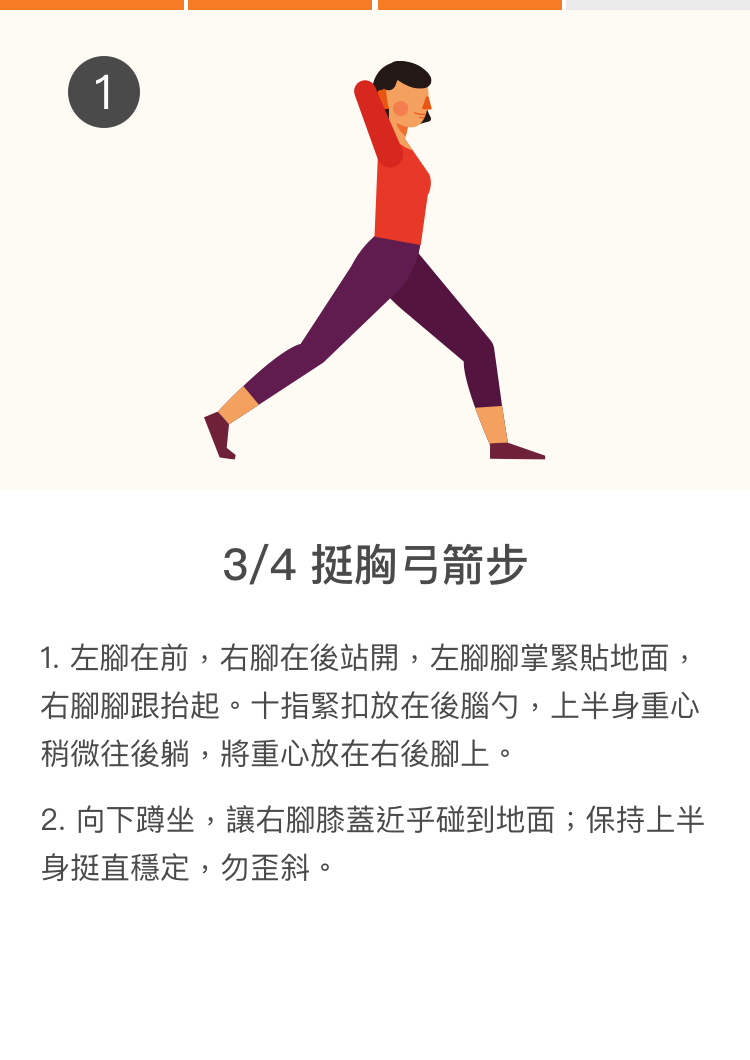 1
3/4 挺胸弓箭步
1. 左腳在前，右腳在後站開，左腳腳掌緊貼地面，
右腳腳跟抬起。十指緊扣放在後腦勺，上半身重心
稍微往後躺，將重心放在右後腳上。
2. 向下蹲坐，讓右腳膝蓋近乎碰到地面；保持上半
身挺直穩定，勿歪斜。